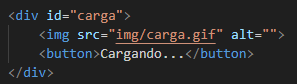 <div id="carga">
    <img src="img/carga.gif" alt="">
    <button>Cargando...</button>
</div>